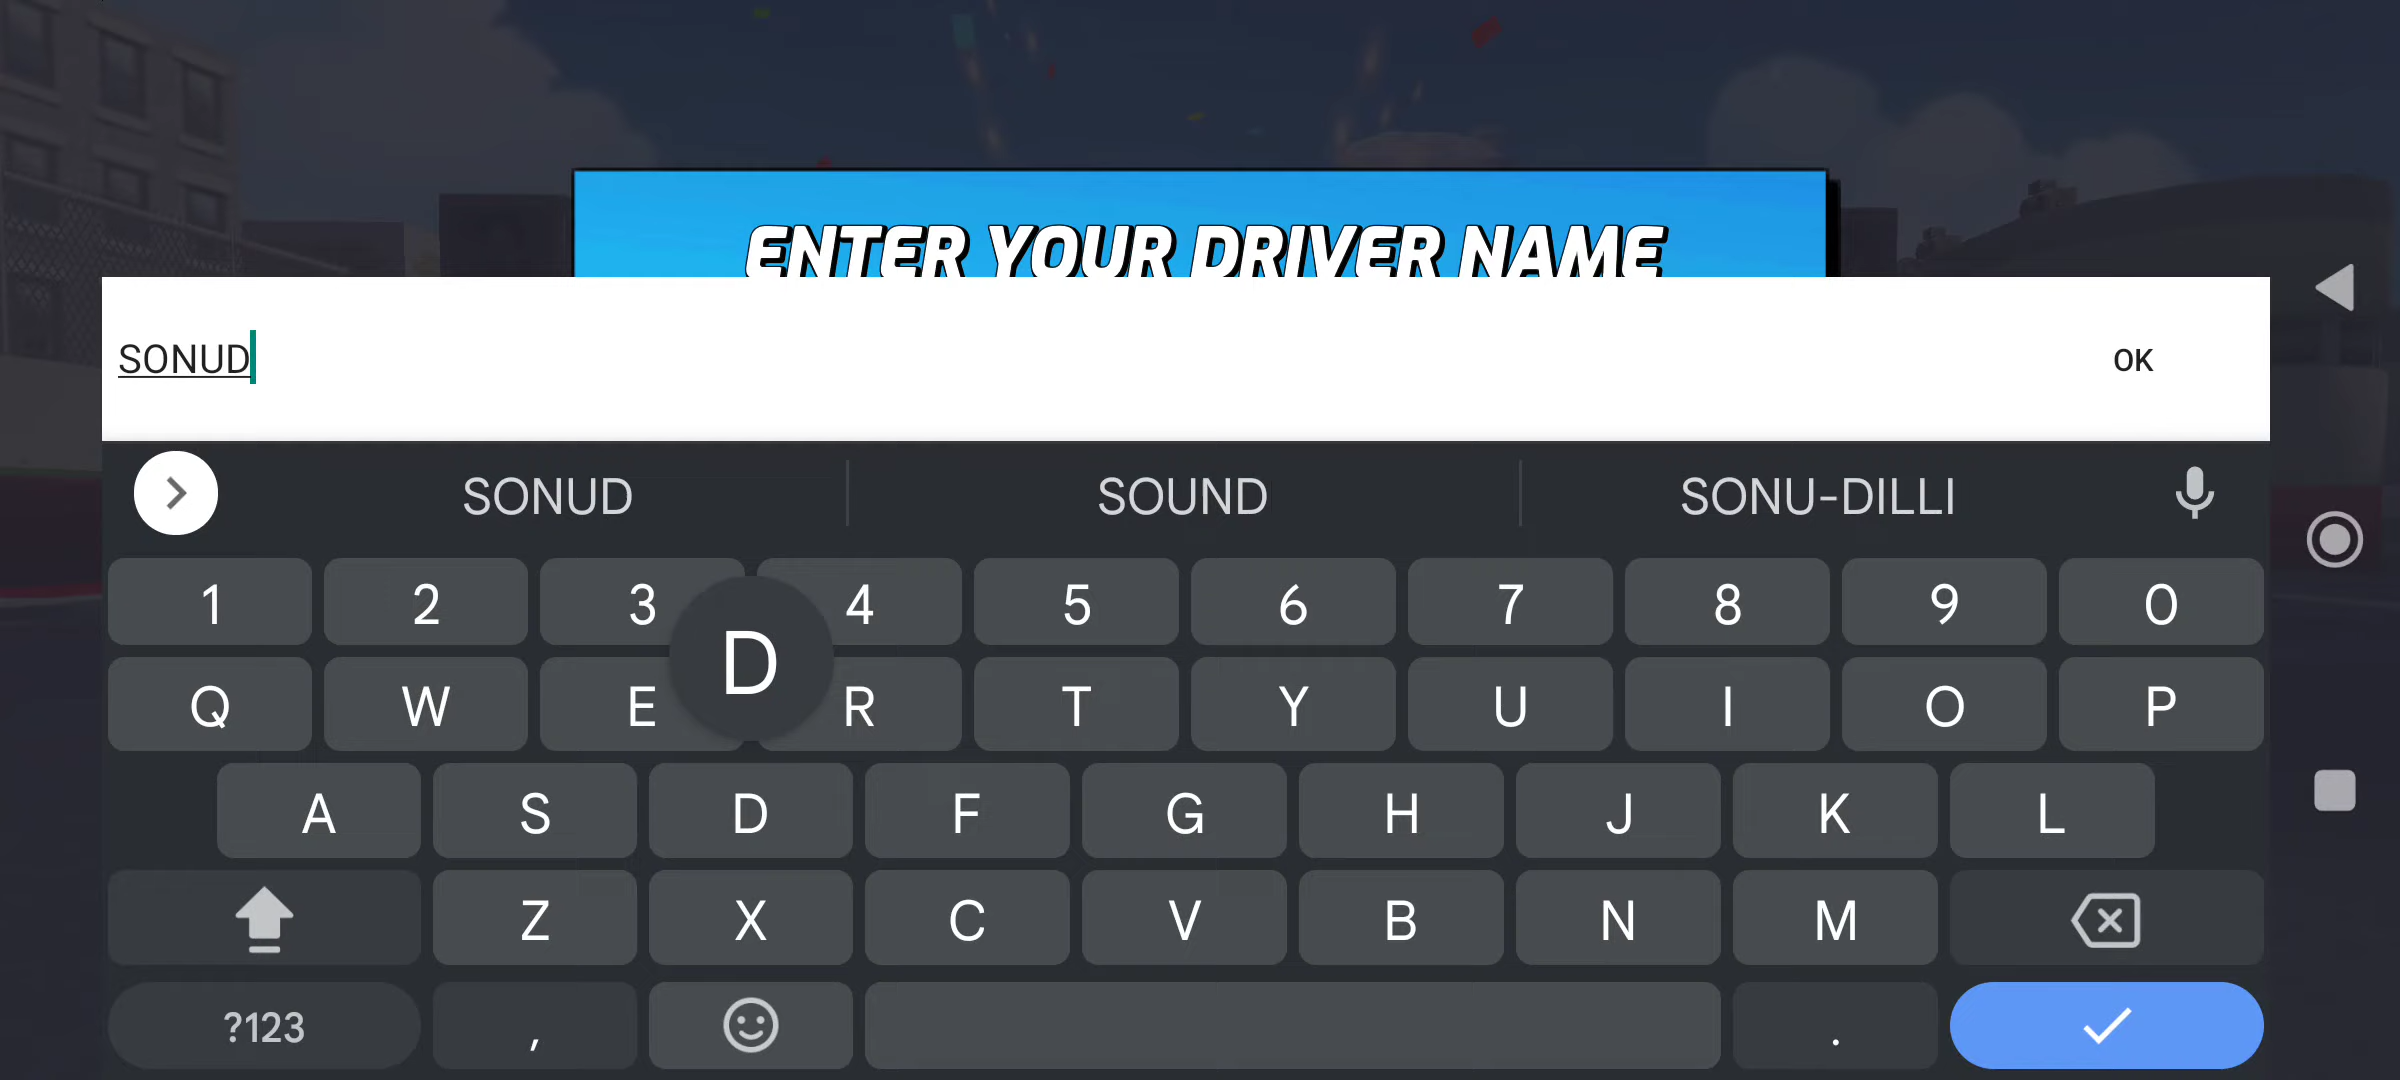 ENTER YOUR DRIVER NAME
SONUD OK
SONUD SOUND SONU-DILLI
1 2 3 4 5 6 7 8 9 0
D
Q W E R T Y U I O P
A S D F G H J K L
Z X C V B N M
?123 , .